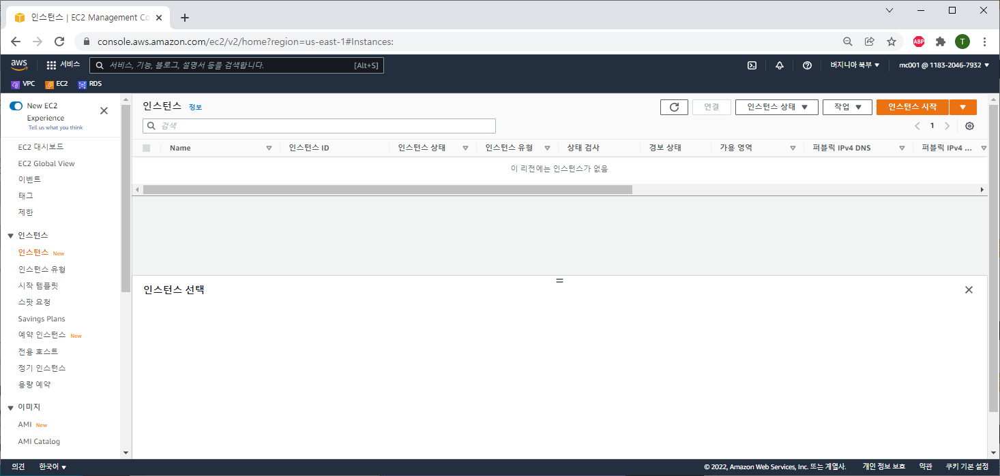 인스턴스 | EC2 Management Co
console.aws.amazon.com/ec2/v2/home?region=us-east-1#Instances:
ABP
T
aws
서비스
서비스, 기능, 블로그, 설명서 등을 검색합니다.
[Alt+S]
버지니아 북부
mc001 @ 1183-2046-7932
VPC
EC2
RDS
New EC2
Experience
Tell us what you think
EC2 대시보드
EC2 Global View
이벤트
태그
제한
인스턴스
인스턴스 New
인스턴스 유형
시작 템플릿
스팟 요청
Savings Plans
예약 인스턴스 New
전용 호스트
정기 인스턴스
용량 예약
이미지
AMI New
AMI Catalog
인스턴스 정보
연결
인스턴스 상태
작업
인스턴스 시작
검색
1
Name
인스턴스 ID
인스턴스 상태
인스턴스 유형
상태 검사
경보 상태
가용 영역
퍼블릭 IPv4 DNS
퍼블릭 IPv4 ...
이 리전에는 인스턴스가 없음
인스턴스 선택
의견
한국어
© 2022, Amazon Web Services, Inc. 또는 계열사.
개인 정보 보호
약관
쿠키 기본 설정